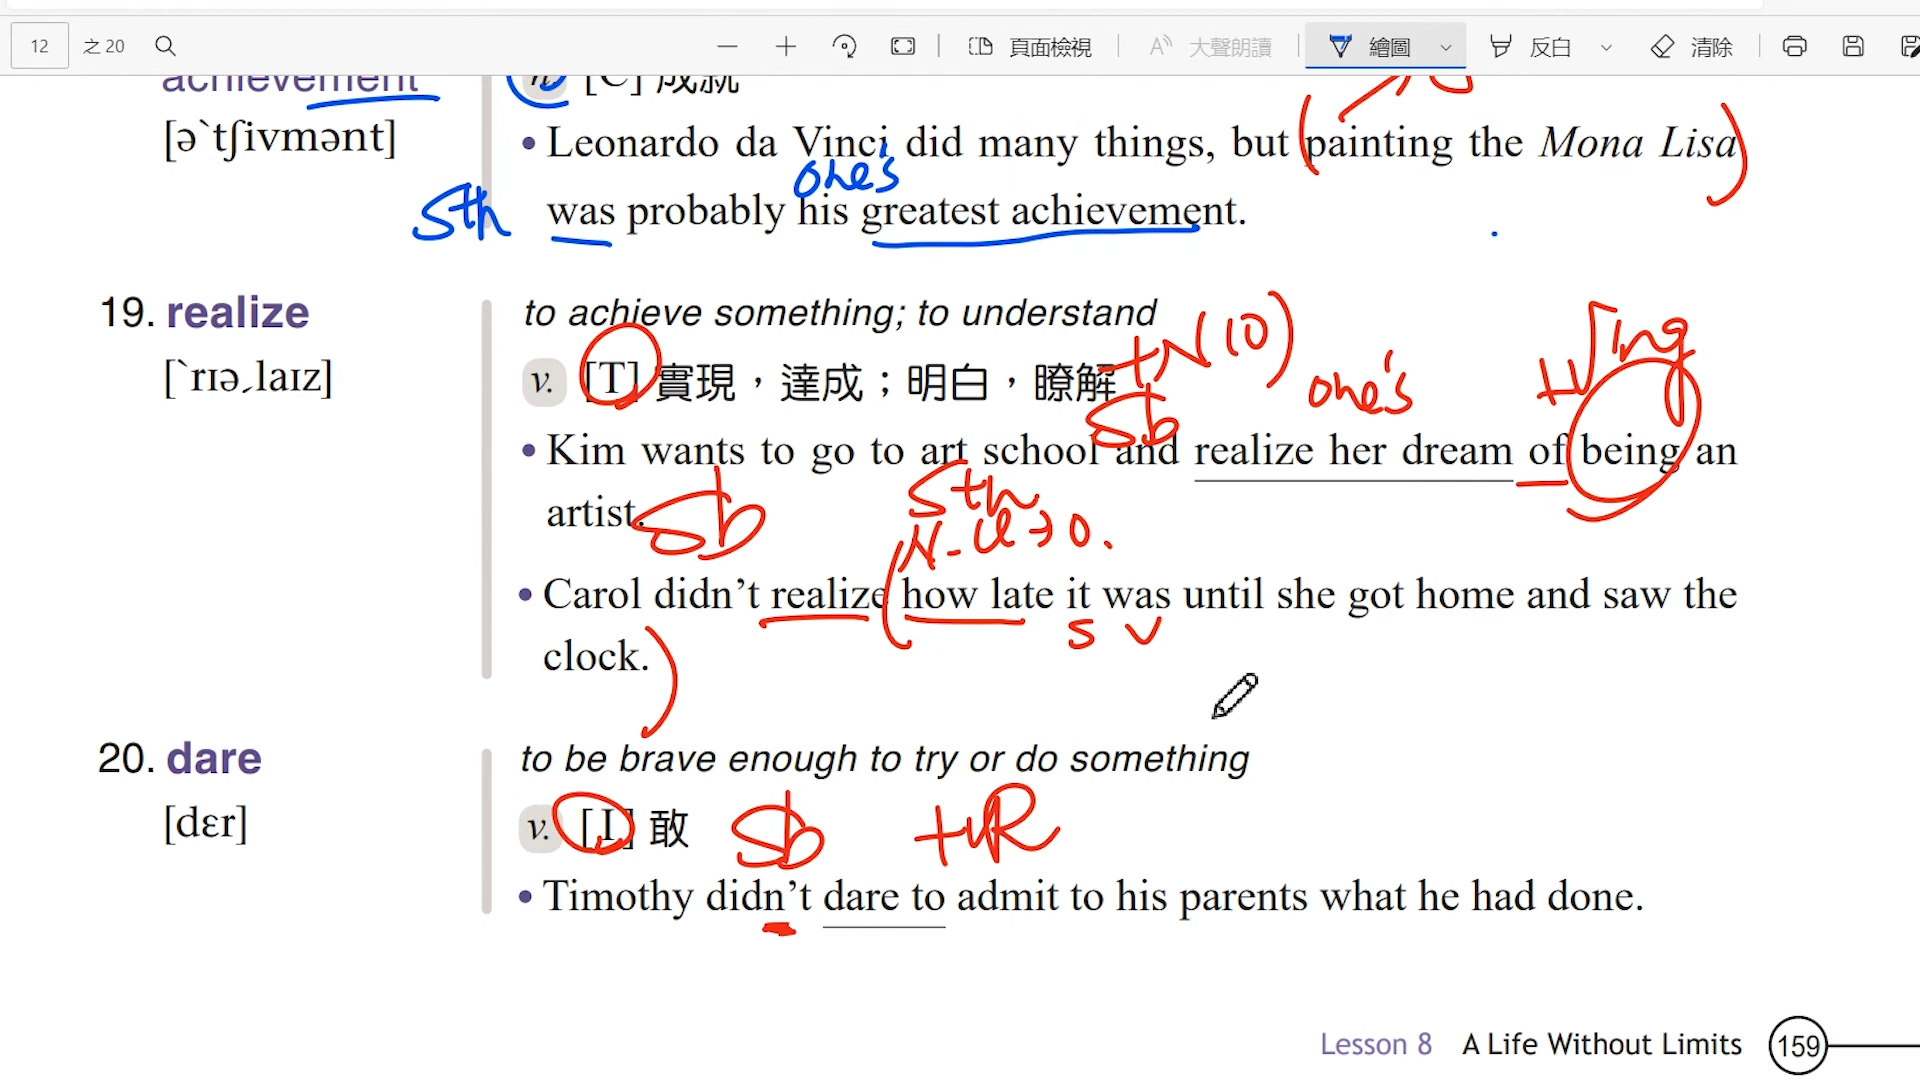 12 之 20 頁面檢視 大聲朗讀 繪圖 反白 清除
achievement n. [C] 成就
[ə`tʃivmənt]
• Leonardo da Vinci did many things, but (painting the Mona Lisa)
one's
sth was probably his greatest achievement.
19. realize to achieve something; to understand
[`rɪə͵laɪz] v. [T] 實現，達成；明白，瞭解 +N (O) one's +Ving
sb
• Kim wants to go to art school and realize her dream of being an
artist. sb sth
N-cl → O.
• Carol didn't realize (how late it was until she got home and saw the
S V
clock.)
20. dare to be brave enough to try or do something
[dɛr] v. [I] 敢 sb +VR
• Timothy didn't dare to admit to his parents what he had done.
Lesson 8 A Life Without Limits 159